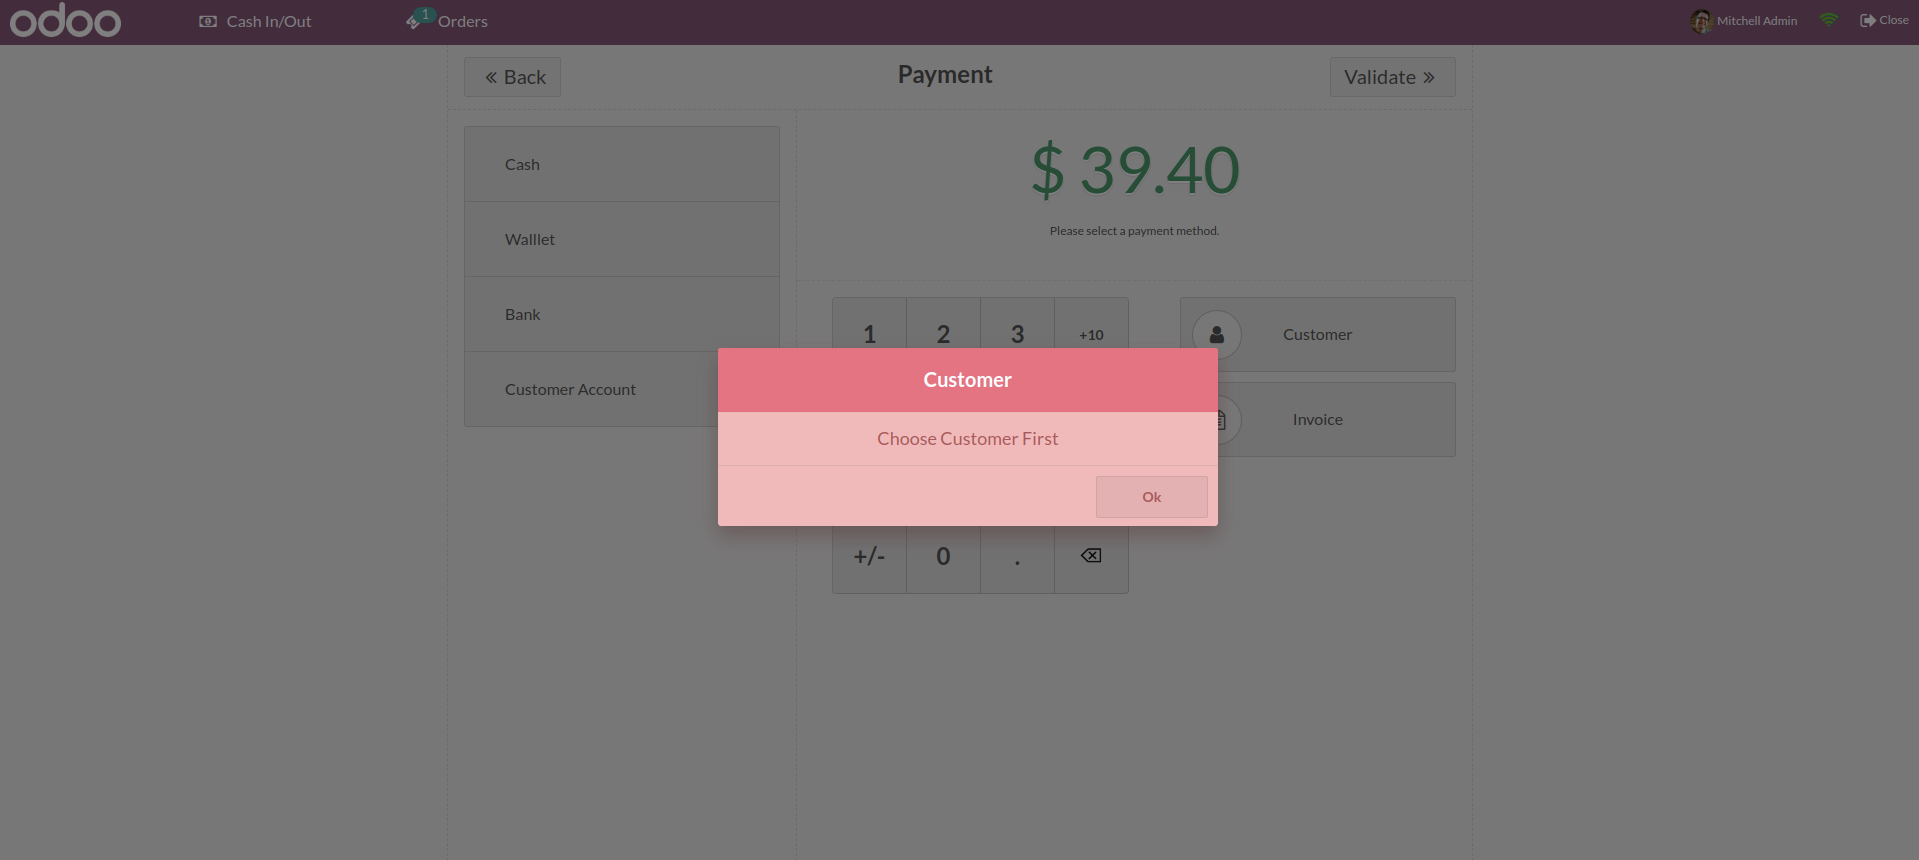 odoo
Cash In/Out
1
Orders
Mitchell Admin
Close
Back
Payment
Validate
Cash
Walllet
Bank
Customer Account
$ 39.40
Please select a payment method.
1 2 3 +10
Customer
Invoice
Customer
Choose Customer First
Ok
+/- 0 .